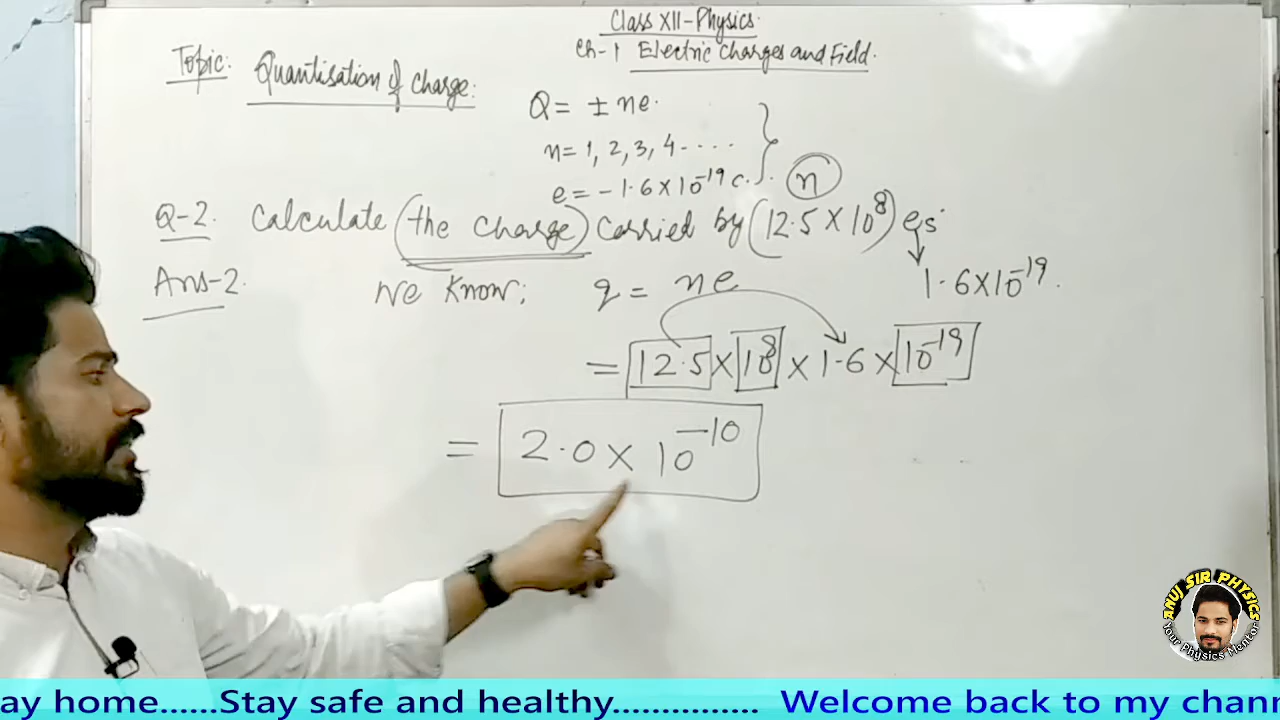 Class XII-Physics.
Ch-1 Electric Charges and Field.
Topic: Quantisation of charge:
Q = ± ne.
n = 1, 2, 3, 4 ....
e = -1.6 × 10⁻¹⁹ C.
n
Q-2. Calculate (the charge) carried by (12.5 × 10⁸) e⁻s
1.6 × 10⁻¹⁹.
Ans-2. We know; q = ne
= 12.5 × 10⁸ × 1.6 × 10⁻¹⁹
= 2.0 × 10⁻¹⁰
ANUJ SIR PHYSICS
Your Physics Mentor
ay home......Stay safe and healthy............... Welcome back to my chann